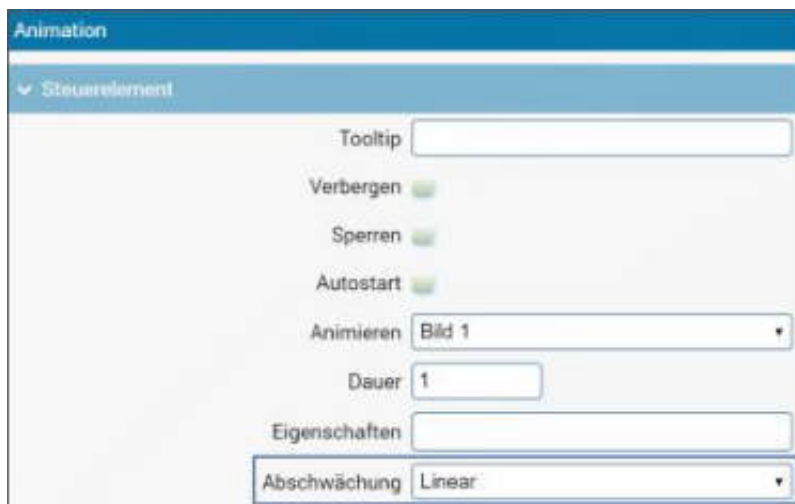 Animation
Steuerelement
Tooltip
Verbergen
Sperren
Autostart
Animieren Bild 1
Dauer 1
Eigenschaften
Abschwächung Linear